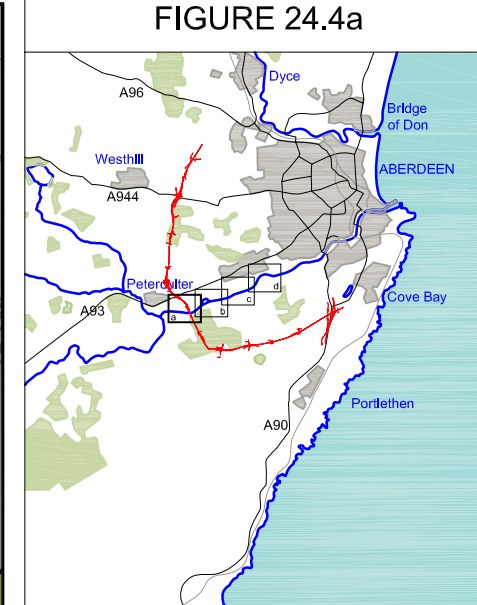 FIGURE 24.4a
Dyce
A96
Bridge
of Don
Westhill
ABERDEEN
A944
Peterculter
d
c
b
a
A93
Cove Bay
Portlethen
A90